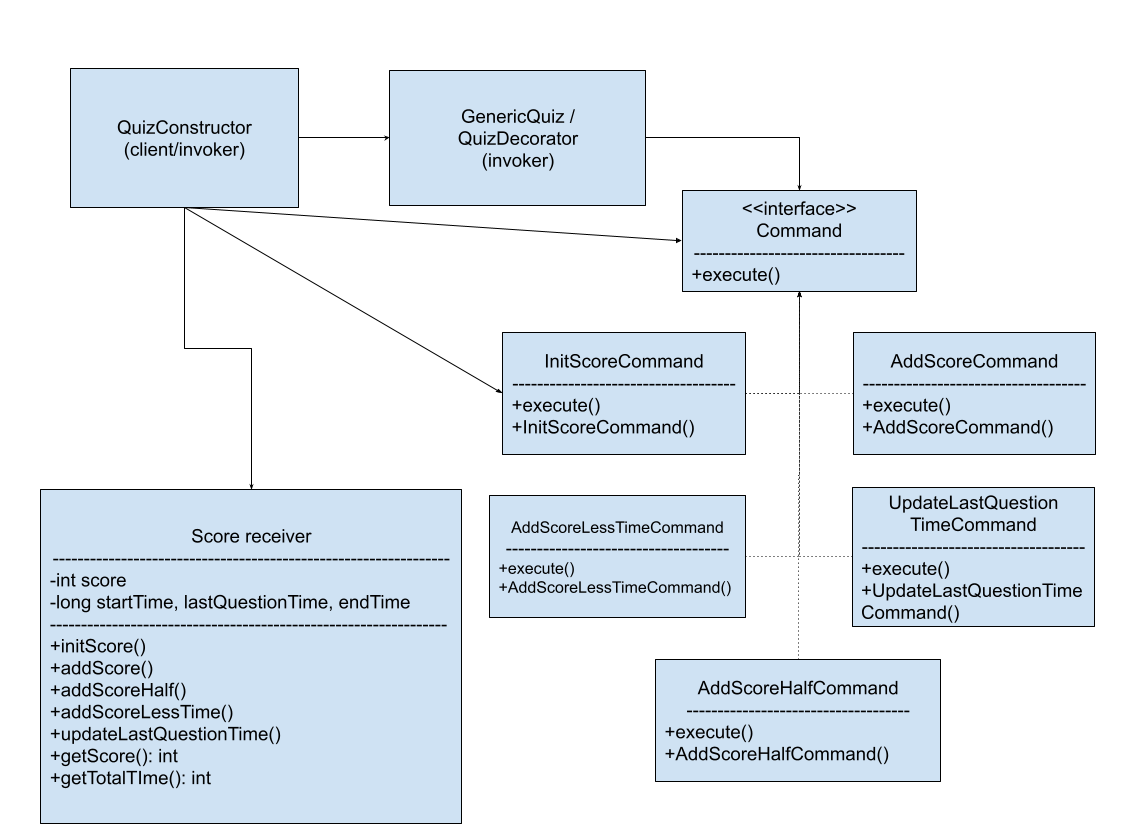 QuizConstructor
(client/invoker)
GenericQuiz /
QuizDecorator
(invoker)
<<interface>>
Command
----------------------------------
+execute()
InitScoreCommand
------------------------------------
+execute()
+InitScoreCommand()
AddScoreCommand
------------------------------------
+execute()
+AddScoreCommand()
AddScoreLessTimeCommand
------------------------------------
+execute()
+AddScoreLessTimeCommand()
UpdateLastQuestion
TimeCommand
------------------------------------
+execute()
+UpdateLastQuestionTime
Command()
AddScoreHalfCommand
------------------------------------
+execute()
+AddScoreHalfCommand()
Score receiver
----------------------------------------------------------------
-int score
-long startTime, lastQuestionTime, endTime
----------------------------------------------------------------
+initScore()
+addScore()
+addScoreHalf()
+addScoreLessTime()
+updateLastQuestionTime()
+getScore(): int
+getTotalTIme(): int